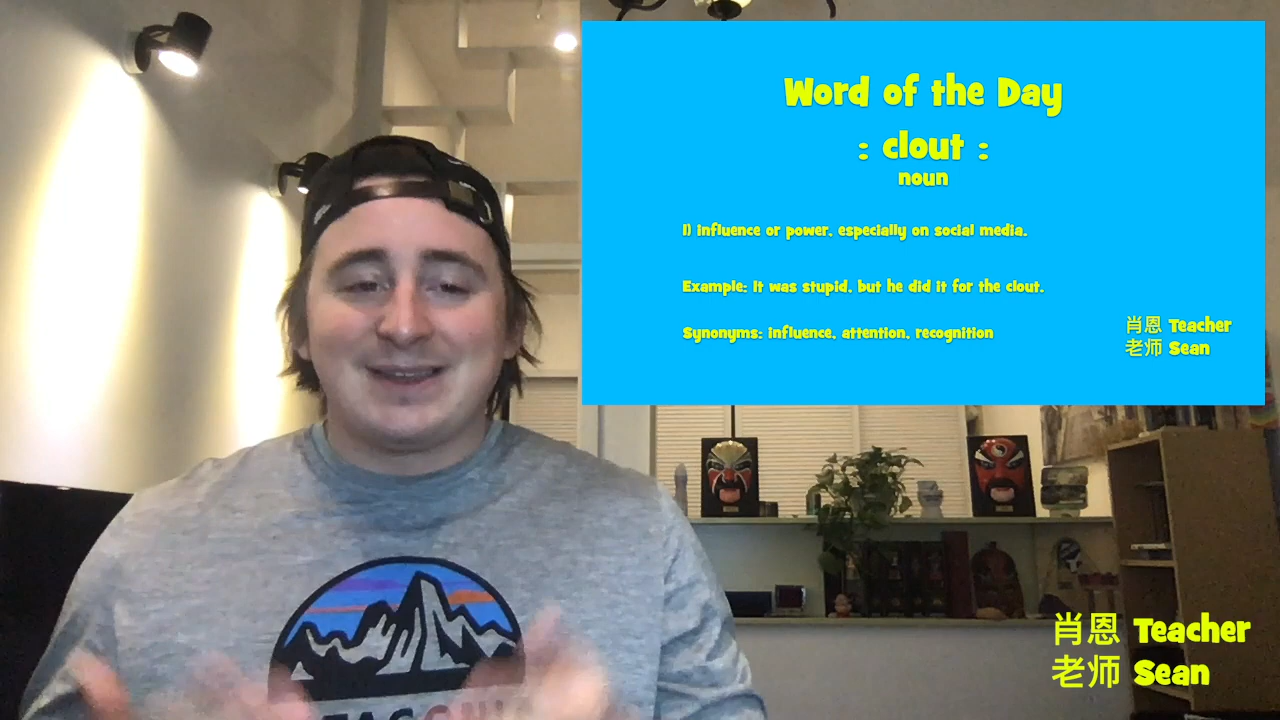 Word of the Day
: clout :
noun
1) influence or power, especially on social media.
Example: It was stupid, but he did it for the clout.
Synonyms: influence, attention, recognition
肖恩 Teacher
老师 Sean
肖恩 Teacher
老师 Sean